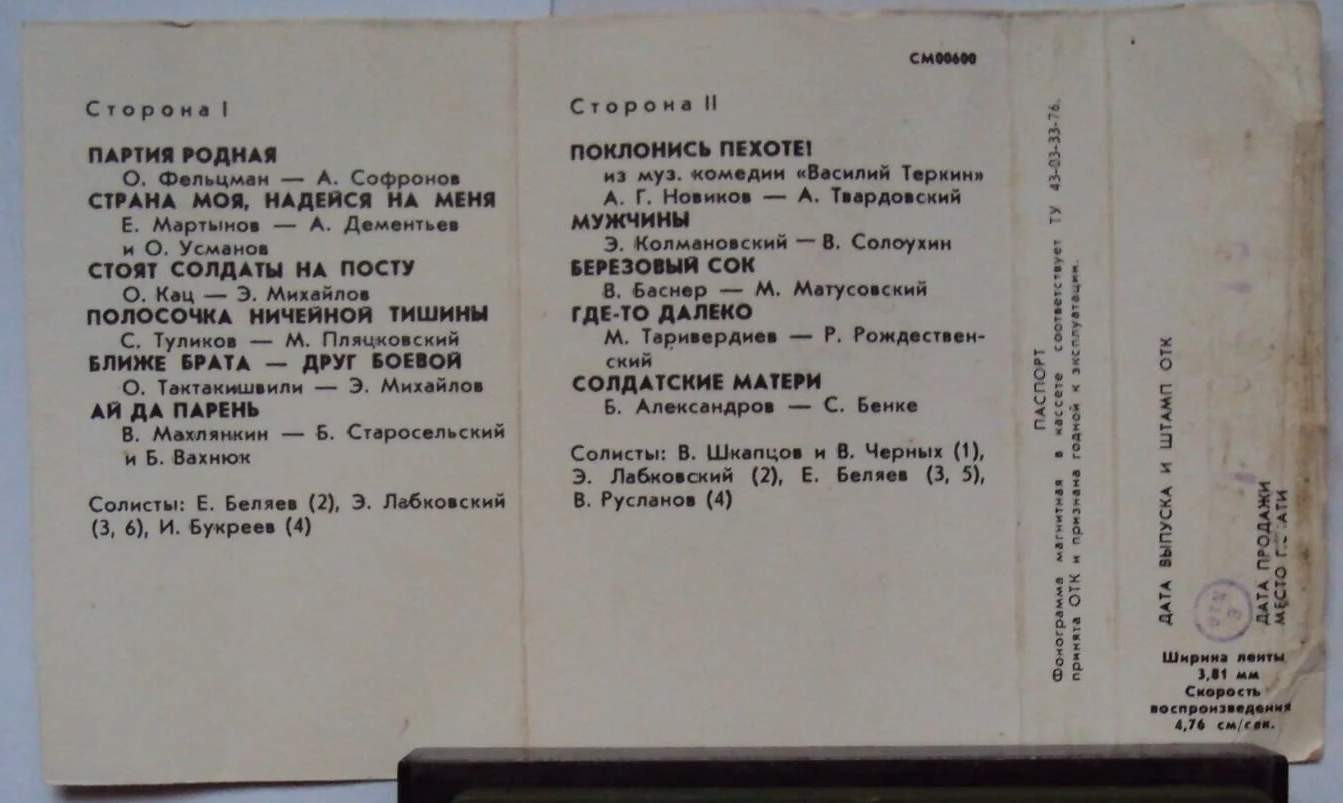 СМ00600
Сторона I
ПАРТИЯ РОДНАЯ
О. Фельцман — А. Софронов
СТРАНА МОЯ, НАДЕЙСЯ НА МЕНЯ
Е. Мартынов — А. Дементьев
и О. Усманов
СТОЯТ СОЛДАТЫ НА ПОСТУ
О. Кац — Э. Михайлов
ПОЛОСОЧКА НИЧЕЙНОЙ ТИШИНЫ
С. Туликов — М. Пляцковский
БЛИЖЕ БРАТА — ДРУГ БОЕВОЙ
О. Тактакишвили — Э. Михайлов
АЙ ДА ПАРЕНЬ
В. Махлянкин — Б. Старосельский
и Б. Вахнюк
Солисты: Е. Беляев (2), Э. Лабковский
(3, 6), И. Букреев (4)
Сторона II
ПОКЛОНИСЬ ПЕХОТЕ!
из муз. комедии «Василий Теркин»
А. Г. Новиков — А. Твардовский
МУЖЧИНЫ
Э. Колмановский — В. Солоухин
БЕРЕЗОВЫЙ СОК
В. Баснер — М. Матусовский
ГДЕ-ТО ДАЛЕКО
М. Таривердиев — Р. Рождествен-
ский
СОЛДАТСКИЕ МАТЕРИ
Б. Александров — С. Бенке
Солисты: В. Шкапцов и В. Черных (1),
Э. Лабковский (2), Е. Беляев (3, 5),
В. Русланов (4)
ПАСПОРТ
Фонограмма магнитная в кассете соответствует ТУ 43-03-33-76,
принята ОТК и признана годной к эксплуатации.
ДАТА ВЫПУСКА И ШТАМП ОТК
ДАТА ПРОДАЖИ
МЕСТО
Ширина ленты
3,81 мм
Скорость
воспроизведения
4,76 см/сек.